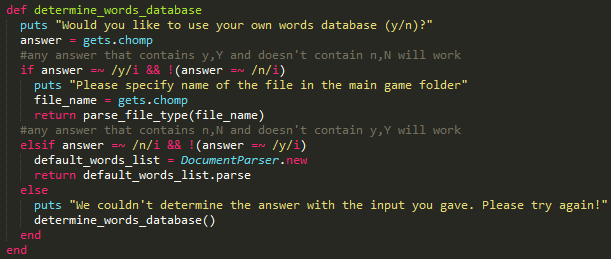 def determine_words_database
  puts "Would you like to use your own words database (y/n)?"
  answer = gets.chomp
  #any answer that contains y,Y and doesn't contain n,N will work
  if answer =~ /y/i && !(answer =~ /n/i)
    puts "Please specify name of the file in the main game folder"
    file_name = gets.chomp
    return parse_file_type(file_name)
  #any answer that contains n,N and doesn't contain y,Y will work
  elsif answer =~ /n/i && !(answer =~ /y/i)
    default_words_list = DocumentParser.new
    return default_words_list.parse
  else
    puts "We couldn't determine the answer with the input you gave. Please try again!"
    determine_words_database()
  end
end